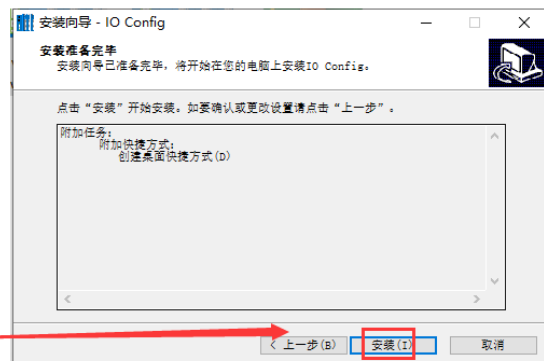 安装向导 - IO Config
安装准备完毕
安装向导已准备完毕，将开始在您的电脑上安装IO Config。
点击“安装”开始安装。如要确认或更改设置请点击“上一步”。
附加任务:
附加快捷方式:
创建桌面快捷方式(D)
< 上一步(B)
安装(I)
取消